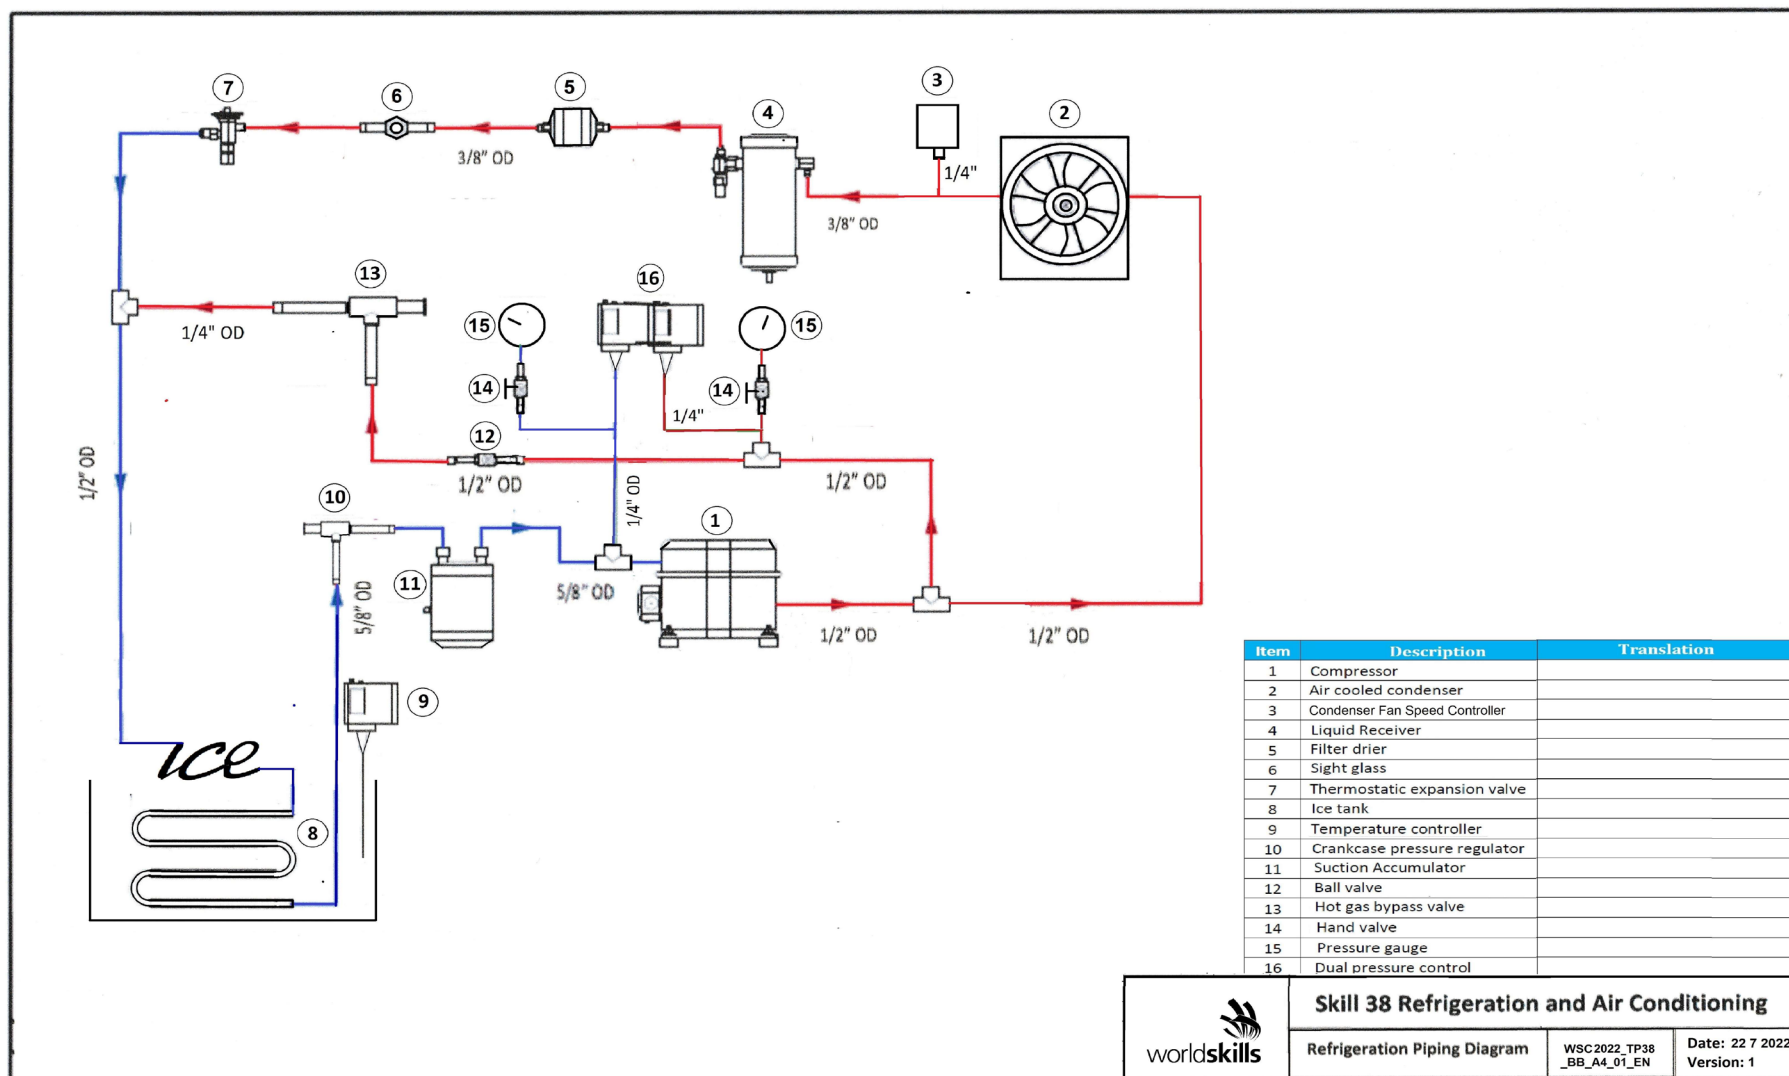 7
6
5
4
3
2
3/8" OD
1/4"
3/8" OD
13
16
15
15
1/4" OD
14
14
1/4"
12
1/2" OD
1/2" OD
1/2" OD
1/4" OD
10
1
11
5/8" OD
5/8" OD
1/2" OD
1/2" OD
9
ICE
8
Item Description Translation
1 Compressor
2 Air cooled condenser
3 Condenser Fan Speed Controller
4 Liquid Receiver
5 Filter drier
6 Sight glass
7 Thermostatic expansion valve
8 Ice tank
9 Temperature controller
10 Crankcase pressure regulator
11 Suction Accumulator
12 Ball valve
13 Hot gas bypass valve
14 Hand valve
15 Pressure gauge
16 Dual pressure control
worldskills
Skill 38 Refrigeration and Air Conditioning
Refrigeration Piping Diagram
WSC2022_TP38
_BB_A4_01_EN
Date: 22 7 2022
Version: 1